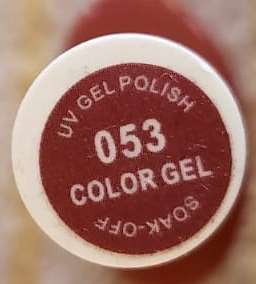 UV GEL POLISH
053
COLOR GEL
SOAK-OFF